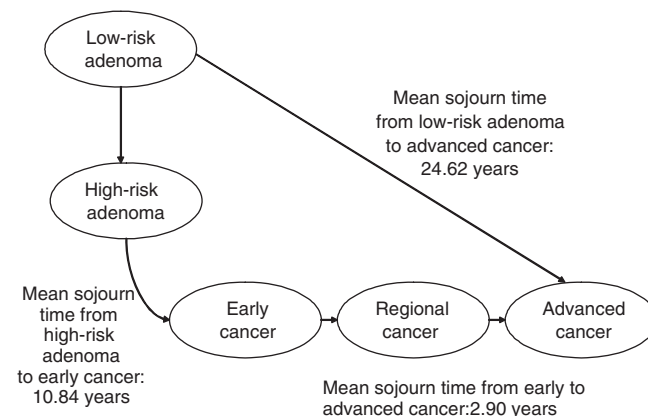 Low-risk
adenoma
Mean sojourn time
from low-risk adenoma
to advanced cancer:
24.62 years
High-risk
adenoma
Mean sojourn
time from
high-risk
adenoma
to early cancer:
10.84 years
Early
cancer
Regional
cancer
Advanced
cancer
Mean sojourn time from early to
advanced cancer:2.90 years